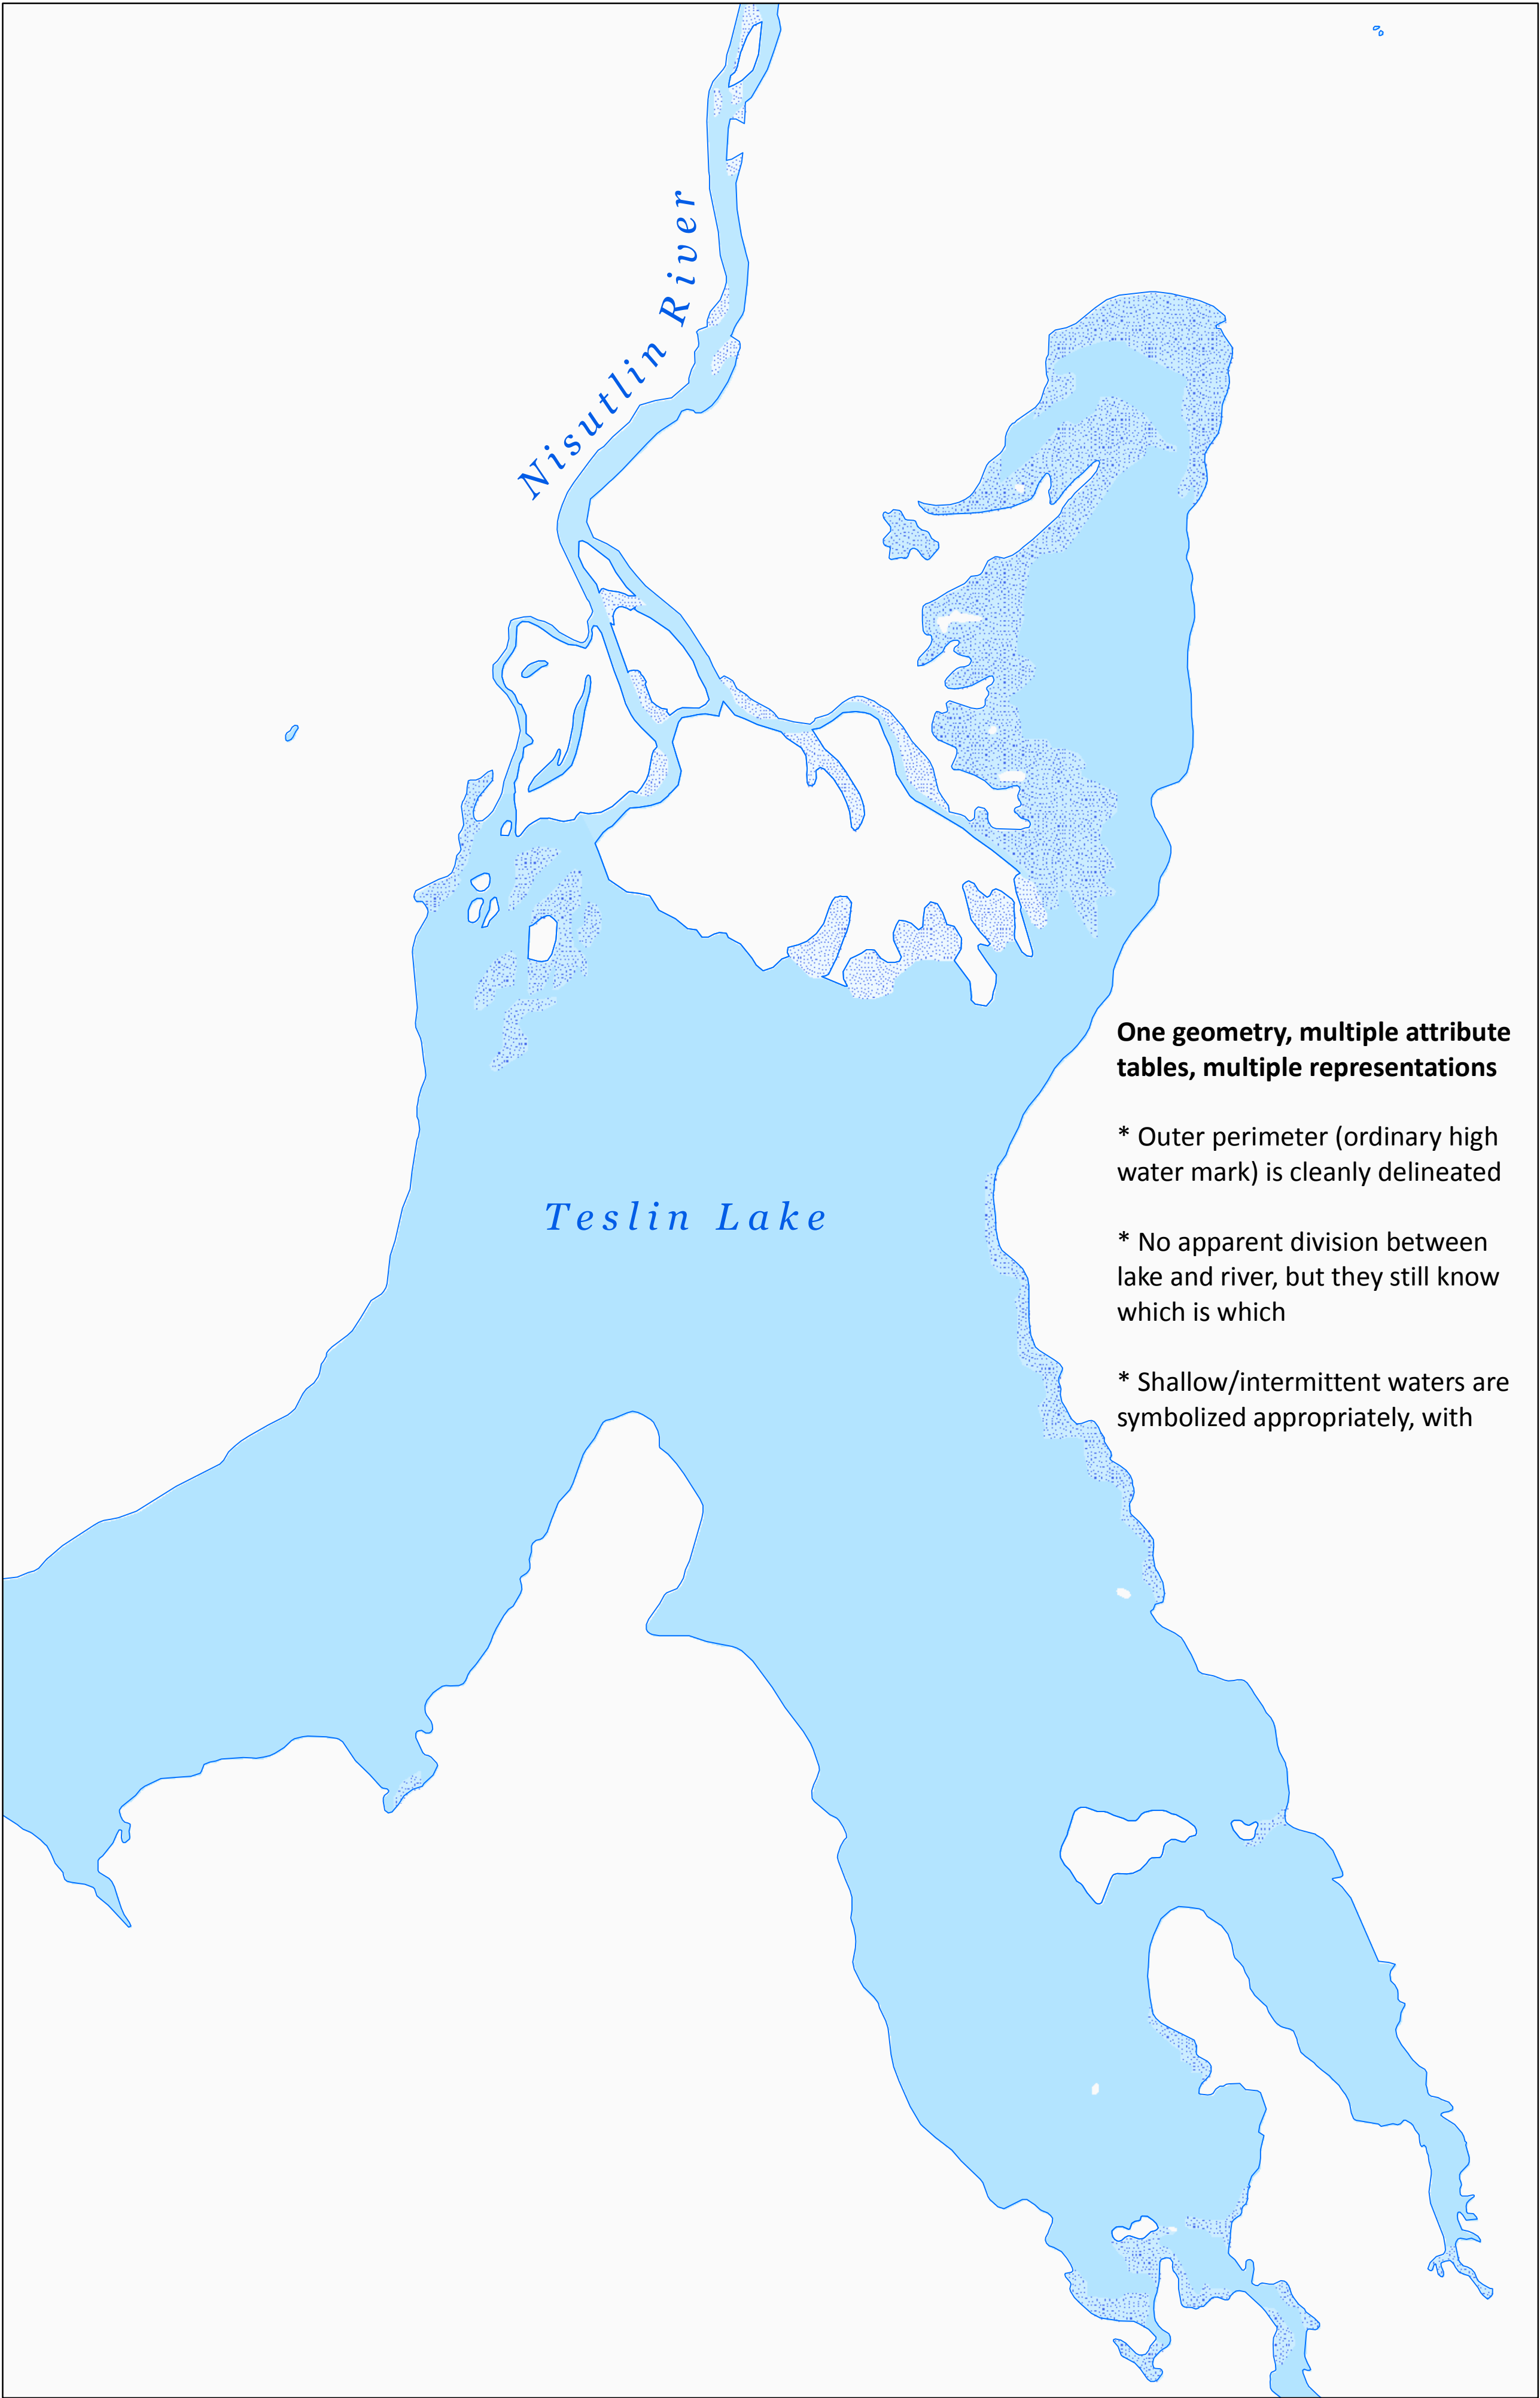 Nisutlin River
One geometry, multiple attribute
tables, multiple representations
* Outer perimeter (ordinary high
water mark) is cleanly delineated
Teslin Lake
* No apparent division between
lake and river, but they still know
which is which
* Shallow/intermittent waters are
symbolized appropriately, with